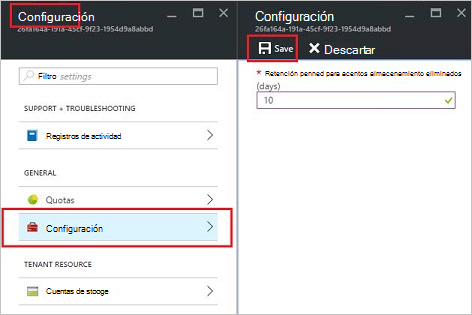 Configuración
26fa164a-191a-45cf-9f23-1954d9a8abbd
Filtro settings
SUPPORT + TROUBLESHOOTING
Registros de actividad
GENERAL
Quotas
Configuración
TENANT RESOURCE
Cuentas de stooge
Configuración
26fa164a-191a-45cf-9f23-1954d9a8abbd
Save
Descartar
* Retención penned para acentos almacenamiento eliminados
(days)
10